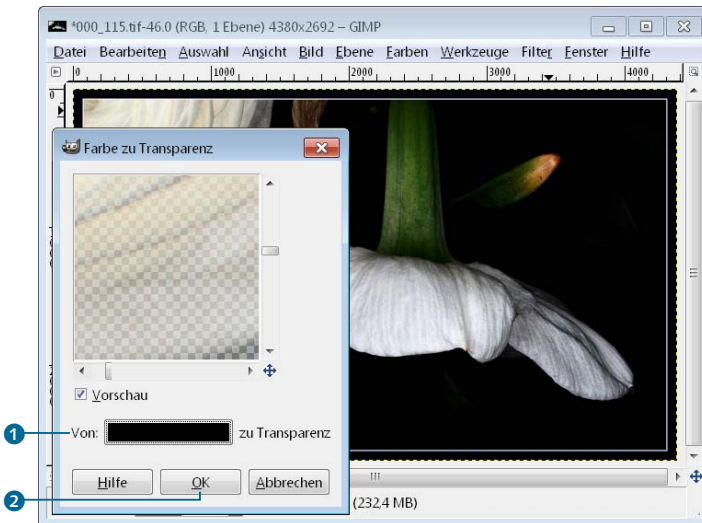 *000_115.tif-46.0 (RGB, 1 Ebene) 4380x2692 – GIMP
Datei Bearbeiten Auswahl Ansicht Bild Ebene Farben Werkzeuge Filter Fenster Hilfe
0 1000 2000 3000 4000
0
Farbe zu Transparenz
Vorschau
1 Von: zu Transparenz
Hilfe OK Abbrechen
2
(232,4 MB)